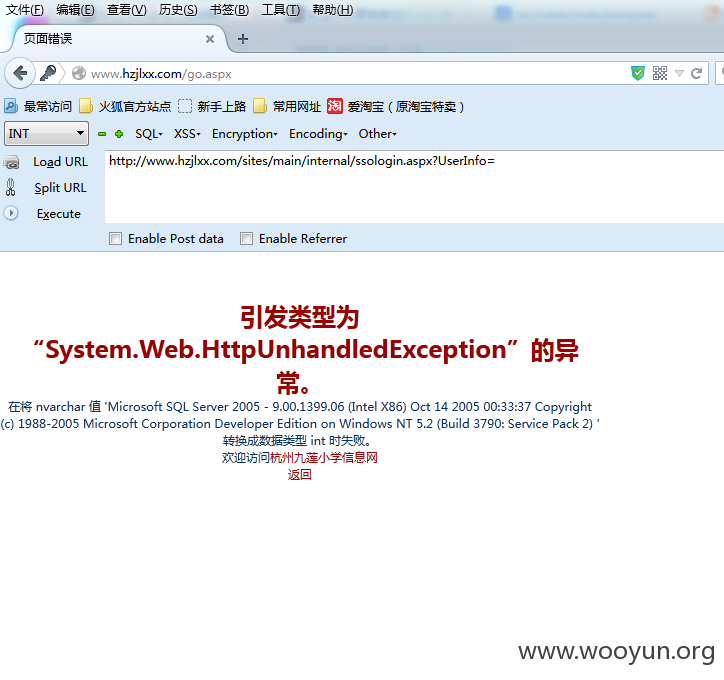 文件(F) 编辑(E) 查看(V) 历史(S) 书签(B) 工具(T) 帮助(H)
页面错误
www.hzjlxx.com/go.aspx
最常访问 火狐官方站点 新手上路 常用网址 淘 爱淘宝（原淘宝特卖）
INT SQL XSS Encryption Encoding Other
Load URL http://www.hzjlxx.com/sites/main/internal/ssologin.aspx?UserInfo=
Split URL
Execute
Enable Post data Enable Referrer
引发类型为
“System.Web.HttpUnhandledException”的异
常。
在将 nvarchar 值 'Microsoft SQL Server 2005 - 9.00.1399.06 (Intel X86) Oct 14 2005 00:33:37 Copyright
(c) 1988-2005 Microsoft Corporation Developer Edition on Windows NT 5.2 (Build 3790: Service Pack 2) '
转换成数据类型 int 时失败。
欢迎访问杭州九莲小学信息网
返回
www.wooyun.org